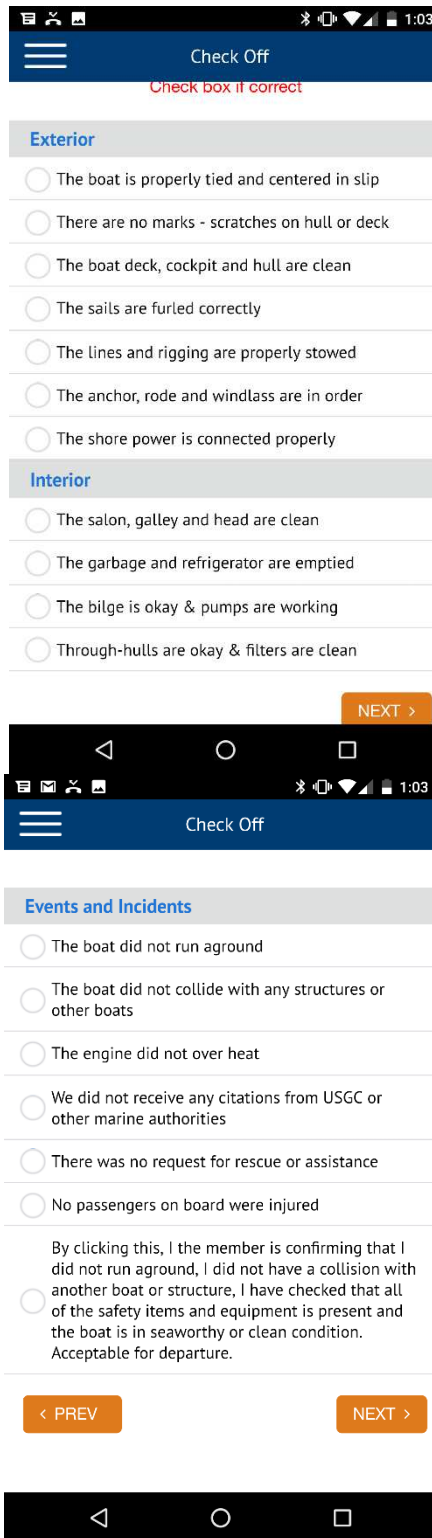 1:03
Check Off
Check box if correct
Exterior
The boat is properly tied and centered in slip
There are no marks - scratches on hull or deck
The boat deck, cockpit and hull are clean
The sails are furled correctly
The lines and rigging are properly stowed
The anchor, rode and windlass are in order
The shore power is connected properly
Interior
The salon, galley and head are clean
The garbage and refrigerator are emptied
The bilge is okay & pumps are working
Through-hulls are okay & filters are clean
NEXT >
1:03
Check Off
Events and Incidents
The boat did not run aground
The boat did not collide with any structures or
other boats
The engine did not over heat
We did not receive any citations from USGC or
other marine authorities
There was no request for rescue or assistance
No passengers on board were injured
By clicking this, I the member is confirming that I
did not run aground, I did not have a collision with
another boat or structure, I have checked that all
of the safety items and equipment is present and
the boat is in seaworthy or clean condition.
Acceptable for departure.
< PREV NEXT >